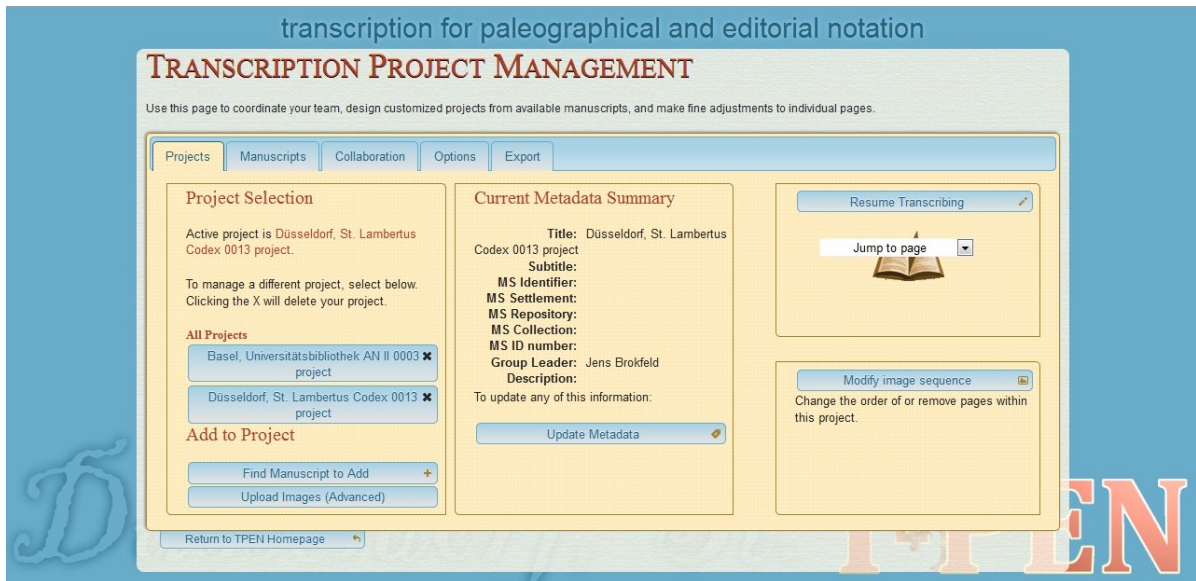 transcription for paleographical and editorial notation
TRANSCRIPTION PROJECT MANAGEMENT
Use this page to coordinate your team, design customized projects from available manuscripts, and make fine adjustments to individual pages.
Projects
Manuscripts
Collaboration
Options
Export
Project Selection
Active project is Düsseldorf, St. Lambertus
Codex 0013 project.
To manage a different project, select below.
Clicking the X will delete your project.
All Projects
Basel, Universitätsbibliothek AN II 0003
project
Düsseldorf, St. Lambertus Codex 0013
project
Add to Project
Find Manuscript to Add +
Upload Images (Advanced)
Current Metadata Summary
Title: Düsseldorf, St. Lambertus
Codex 0013 project
Subtitle:
MS Identifier:
MS Settlement:
MS Repository:
MS Collection:
MS ID number:
Group Leader: Jens Brokfeld
Description:
To update any of this information:
Update Metadata
Resume Transcribing
Jump to page
Modify image sequence
Change the order of or remove pages within
this project.
Return to TPEN Homepage
T-PEN